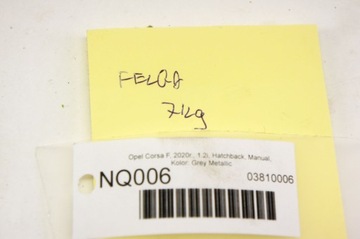 FELGA
7kg
Opel Corsa F, 2020r., 1.2i, Hatchback, Manual,
Kolor: Grey Metallic
NQ006 03810006